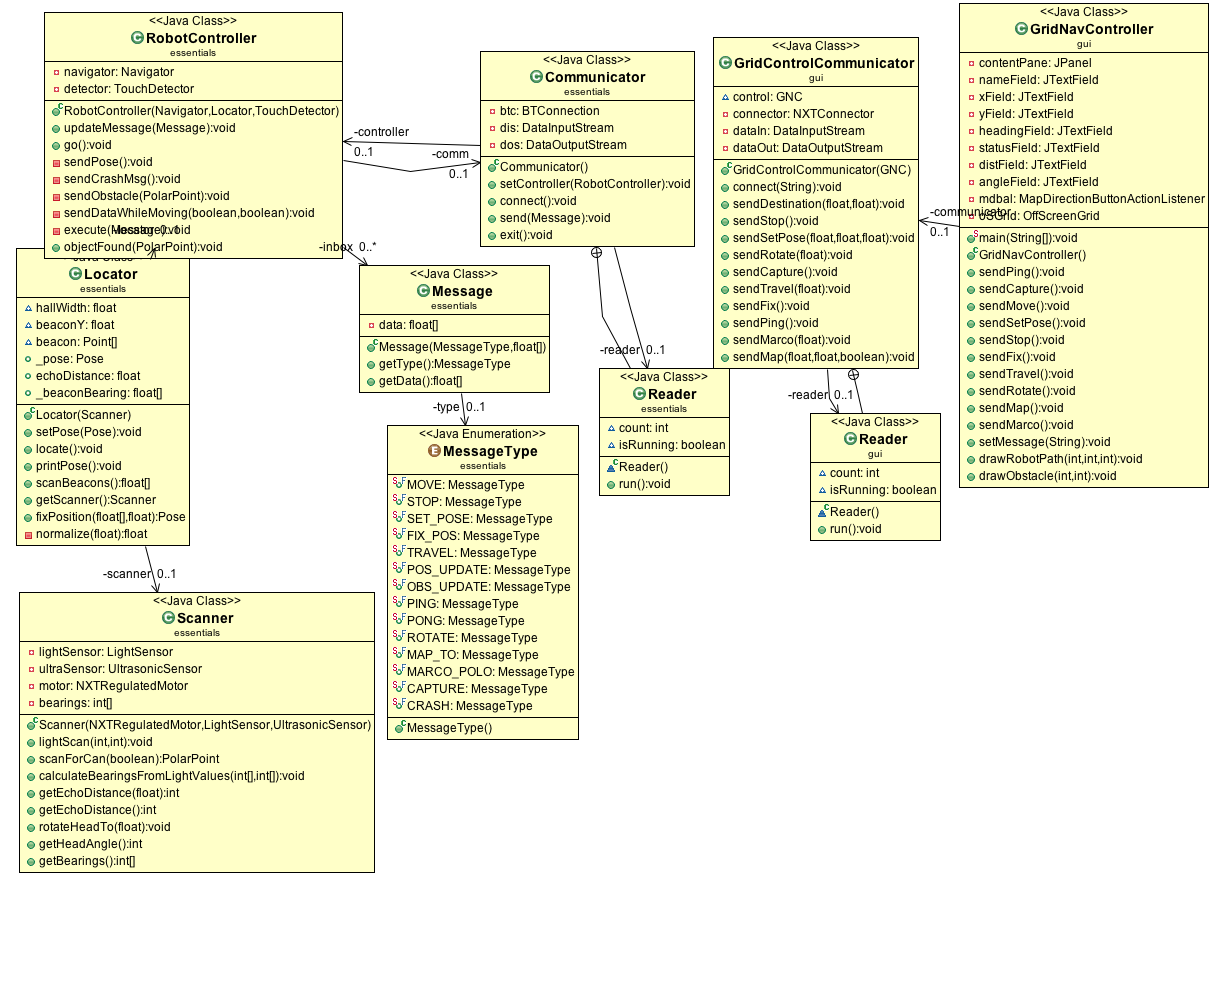 <<Java Class>>
RobotController
essentials
navigator: Navigator
detector: TouchDetector
RobotController(Navigator,Locator,TouchDetector)
updateMessage(Message):void
go():void
sendPose():void
sendCrashMsg():void
sendObstacle(PolarPoint):void
sendDataWhileMoving(boolean,boolean):void
execute(Message):void
objectFound(PolarPoint):void
-controller
0..1
-comm
0..1
-inbox 0..*
0..1
<<Java Class>>
Communicator
essentials
btc: BTConnection
dis: DataInputStream
dos: DataOutputStream
Communicator()
setController(RobotController):void
connect():void
send(Message):void
exit():void
<<Java Class>>
GridControlCommunicator
gui
control: GNC
connector: NXTConnector
dataIn: DataInputStream
dataOut: DataOutputStream
GridControlCommunicator(GNC)
connect(String):void
sendDestination(float,float):void
sendStop():void
sendSetPose(float,float,float):void
sendRotate(float):void
sendCapture():void
sendTravel(float):void
sendFix():void
sendPing():void
sendMarco(float):void
sendMap(float,float,boolean):void
<<Java Class>>
GridNavController
gui
contentPane: JPanel
nameField: JTextField
xField: JTextField
yField: JTextField
headingField: JTextField
statusField: JTextField
distField: JTextField
angleField: JTextField
mdbal: MapDirectionButtonActionListener
osGrid: OffScreenGrid
main(String[]):void
GridNavController()
sendPing():void
sendCapture():void
sendMove():void
sendSetPose():void
sendStop():void
sendFix():void
sendTravel():void
sendRotate():void
sendMap():void
sendMarco():void
setMessage(String):void
drawRobotPath(int,int,int):void
drawObstacle(int,int):void
-communicator
0..1
<<Java Class>>
Locator
essentials
hallWidth: float
beaconY: float
beacon: Point[]
_pose: Pose
echoDistance: float
_beaconBearing: float[]
Locator(Scanner)
setPose(Pose):void
locate():void
printPose():void
scanBeacons():float[]
getScanner():Scanner
fixPosition(float[],float):Pose
normalize(float):float
-scanner 0..1
<<Java Class>>
Message
essentials
data: float[]
Message(MessageType,float[])
getType():MessageType
getData():float[]
-type 0..1
<<Java Enumeration>>
MessageType
essentials
MOVE: MessageType
STOP: MessageType
SET_POSE: MessageType
FIX_POS: MessageType
TRAVEL: MessageType
POS_UPDATE: MessageType
OBS_UPDATE: MessageType
PING: MessageType
PONG: MessageType
ROTATE: MessageType
MAP_TO: MessageType
MARCO_POLO: MessageType
CAPTURE: MessageType
CRASH: MessageType
MessageType()
-reader 0..1
<<Java Class>>
Reader
essentials
count: int
isRunning: boolean
Reader()
run():void
-reader 0..1
<<Java Class>>
Reader
gui
count: int
isRunning: boolean
Reader()
run():void
<<Java Class>>
Scanner
essentials
lightSensor: LightSensor
ultraSensor: UltrasonicSensor
motor: NXTRegulatedMotor
bearings: int[]
Scanner(NXTRegulatedMotor,LightSensor,UltrasonicSensor)
lightScan(int,int):void
scanForCan(boolean):PolarPoint
calculateBearingsFromLightValues(int[],int[]):void
getEchoDistance(float):int
getEchoDistance():int
rotateHeadTo(float):void
getHeadAngle():int
getBearings():int[]